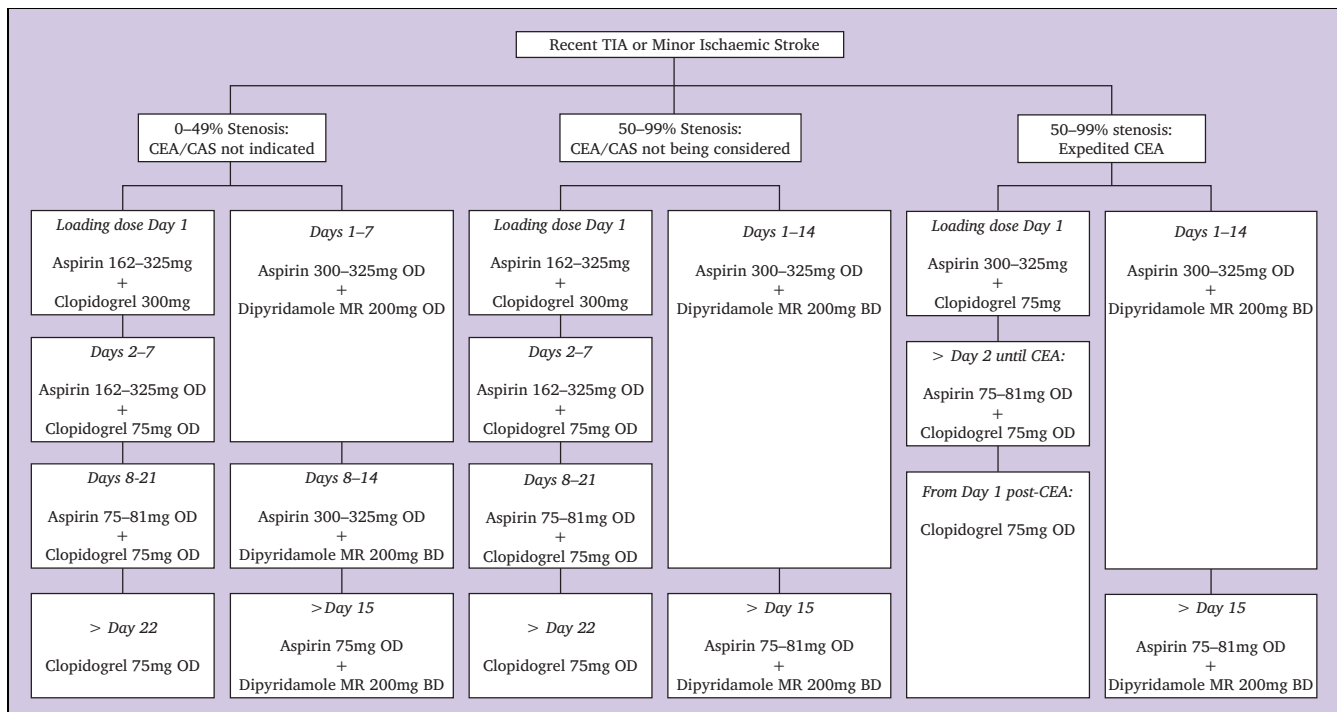 Recent TIA or Minor Ischaemic Stroke
0–49% Stenosis:
CEA/CAS not indicated
50–99% Stenosis:
CEA/CAS not being considered
50–99% stenosis:
Expedited CEA
Loading dose Day 1
Aspirin 162–325mg
+
Clopidogrel 300mg
Days 2–7
Aspirin 162–325mg OD
+
Clopidogrel 75mg OD
Days 8-21
Aspirin 75–81mg OD
+
Clopidogrel 75mg OD
> Day 22
Clopidogrel 75mg OD
Days 1–7
Aspirin 300–325mg OD
+
Dipyridamole MR 200mg OD
Days 8–14
Aspirin 300–325mg OD
+
Dipyridamole MR 200mg BD
>Day 15
Aspirin 75mg OD
+
Dipyridamole MR 200mg BD
Loading dose Day 1
Aspirin 162–325mg
+
Clopidogrel 300mg
Days 2–7
Aspirin 162–325mg OD
+
Clopidogrel 75mg OD
Days 8–21
Aspirin 75–81mg OD
+
Clopidogrel 75mg OD
> Day 22
Clopidogrel 75mg OD
Days 1–14
Aspirin 300–325mg OD
+
Dipyridamole MR 200mg BD
> Day 15
Aspirin 75–81mg OD
+
Dipyridamole MR 200mg BD
Loading dose Day 1
Aspirin 300–325mg
+
Clopidogrel 75mg
> Day 2 until CEA:
Aspirin 75–81mg OD
+
Clopidogrel 75mg OD
From Day 1 post-CEA:
Clopidogrel 75mg OD
Days 1–14
Aspirin 300–325mg OD
+
Dipyridamole MR 200mg BD
> Day 15
Aspirin 75–81mg OD
+
Dipyridamole MR 200mg BD